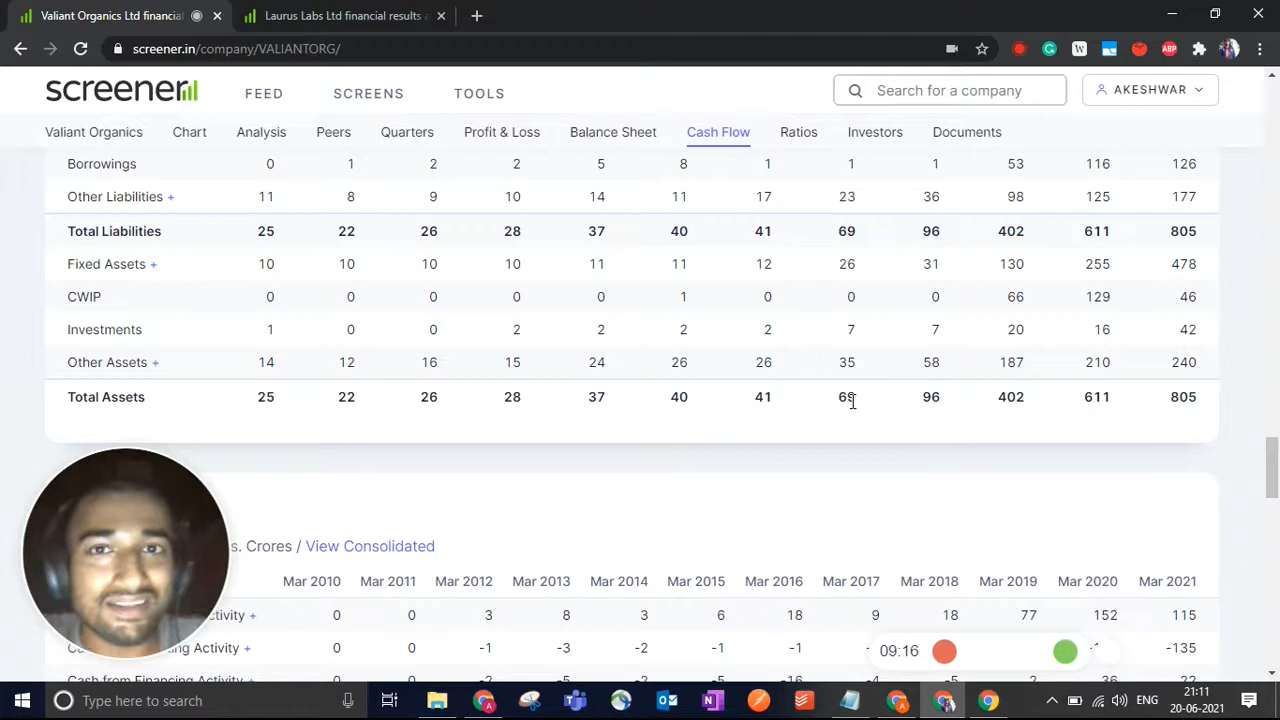 Valiant Organics Ltd financial
Laurus Labs Ltd financial results a
screener.in/company/VALIANTORG/
screener
FEED
SCREENS
TOOLS
Search for a company
AKESHWAR
Valiant Organics Chart Analysis Peers Quarters Profit & Loss Balance Sheet Cash Flow Ratios Investors Documents
Borrowings 0 1 2 2 5 8 1 1 1 53 116 126
Other Liabilities + 11 8 9 10 14 11 17 23 36 98 125 177
Total Liabilities 25 22 26 28 37 40 41 69 96 402 611 805
Fixed Assets + 10 10 10 10 11 11 12 26 31 130 255 478
CWIP 0 0 0 0 0 1 0 0 0 66 129 46
Investments 1 0 0 2 2 2 2 7 7 20 16 42
Other Assets + 14 12 16 15 24 26 26 35 58 187 210 240
Total Assets 25 22 26 28 37 40 41 69 96 402 611 805
s. Crores / View Consolidated
Mar 2010 Mar 2011 Mar 2012 Mar 2013 Mar 2014 Mar 2015 Mar 2016 Mar 2017 Mar 2018 Mar 2019 Mar 2020 Mar 2021
ctivity + 0 0 3 8 3 6 18 9 18 77 152 115
Activity + 0 0 -1 -3 -2 -1 -1 -135
09:16
Cash from Financing Activity
Type here to search
ENG
21:11
20-06-2021